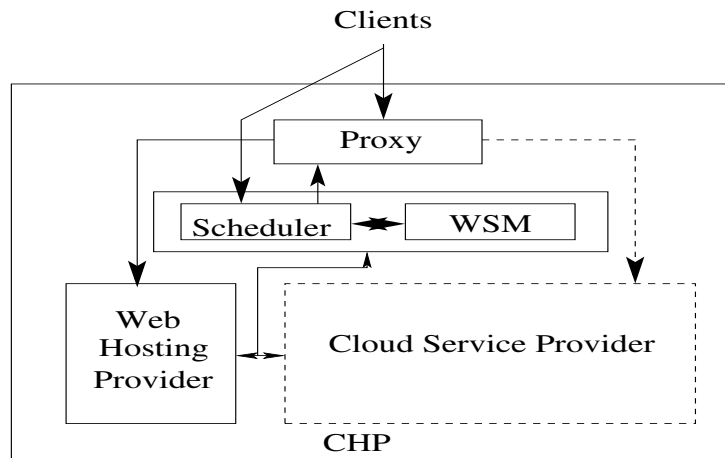 Clients
Proxy
Scheduler
WSM
Web
Hosting
Provider
Cloud Service Provider
CHP